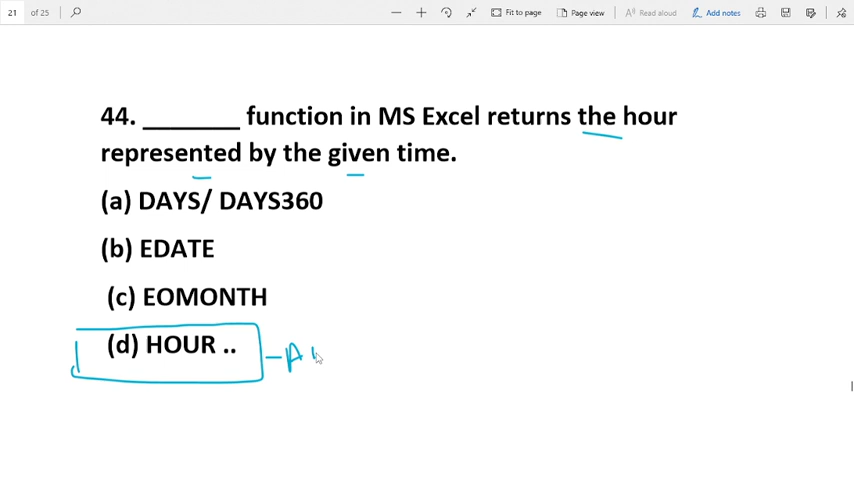 21 of 25 Fit to page Page view Read aloud Add notes
44. _______ function in MS Excel returns the hour
represented by the given time.
(a) DAYS/ DAYS360
(b) EDATE
(c) EOMONTH
(d) HOUR ..